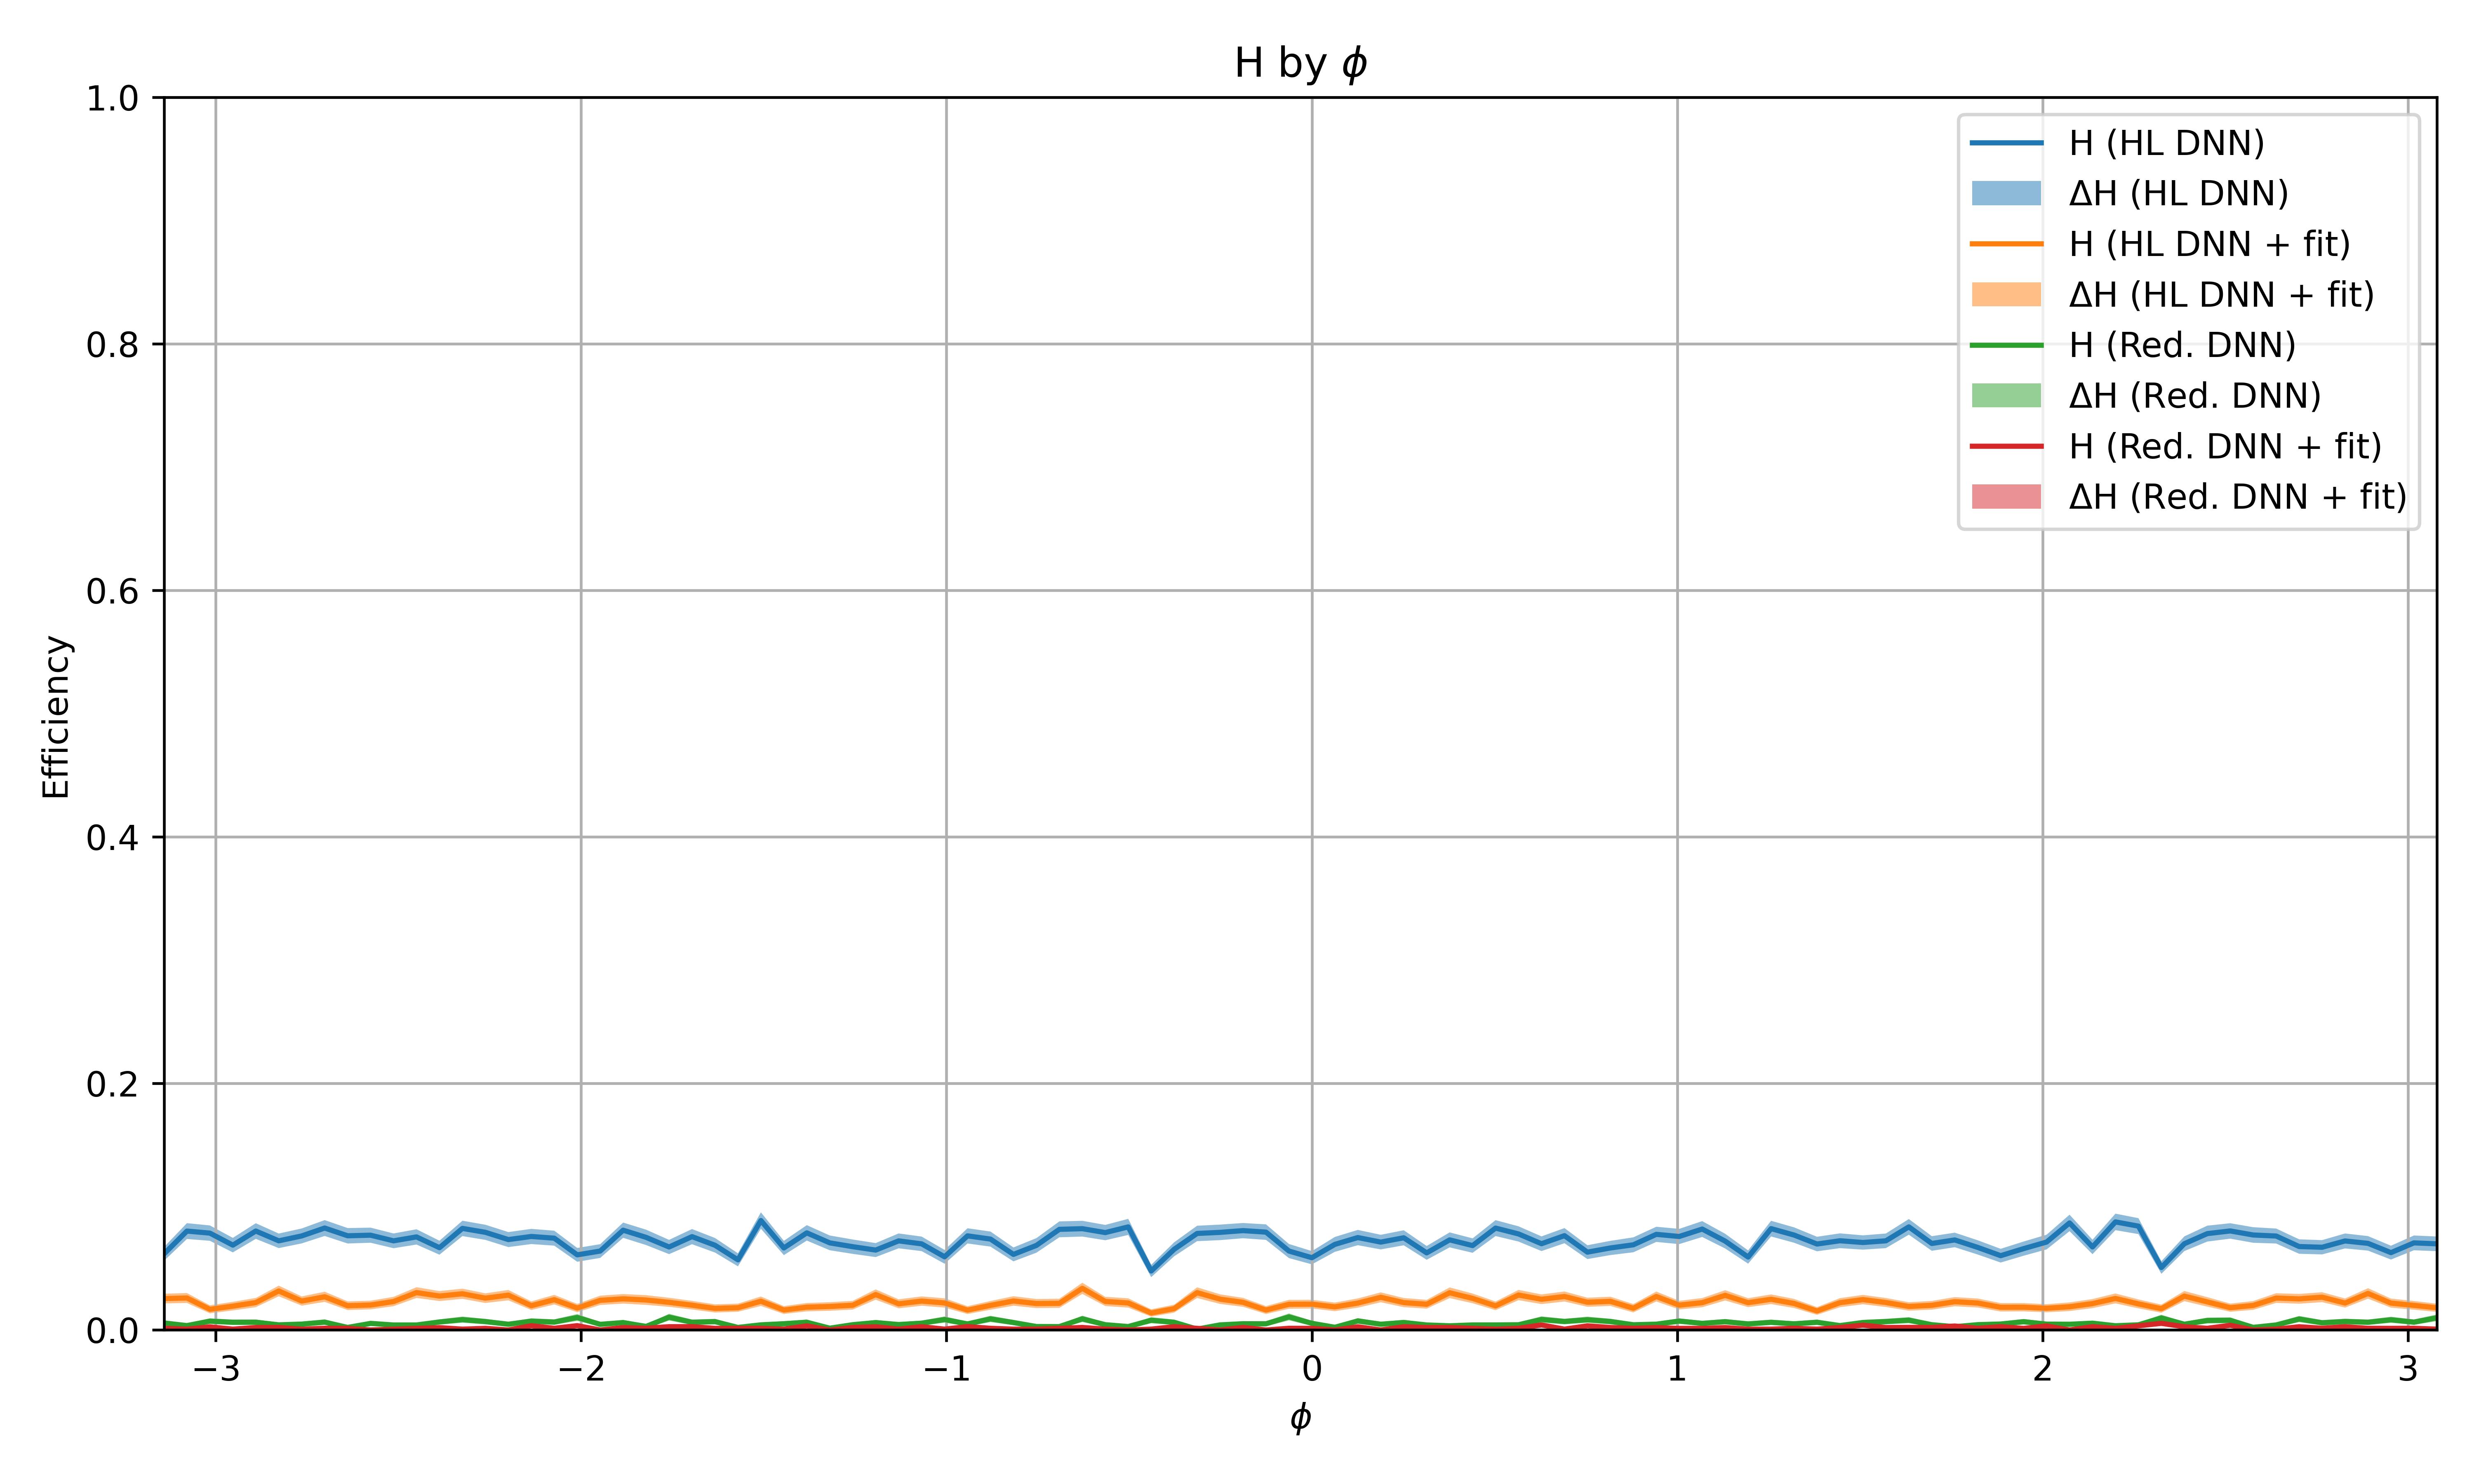 H by ϕ
1.0
0.8
0.6
0.4
0.2
0.0
Efficiency
−3
−2
−1
0
1
2
3
ϕ
H (HL DNN)
ΔH (HL DNN)
H (HL DNN + fit)
ΔH (HL DNN + fit)
H (Red. DNN)
ΔH (Red. DNN)
H (Red. DNN + fit)
ΔH (Red. DNN + fit)